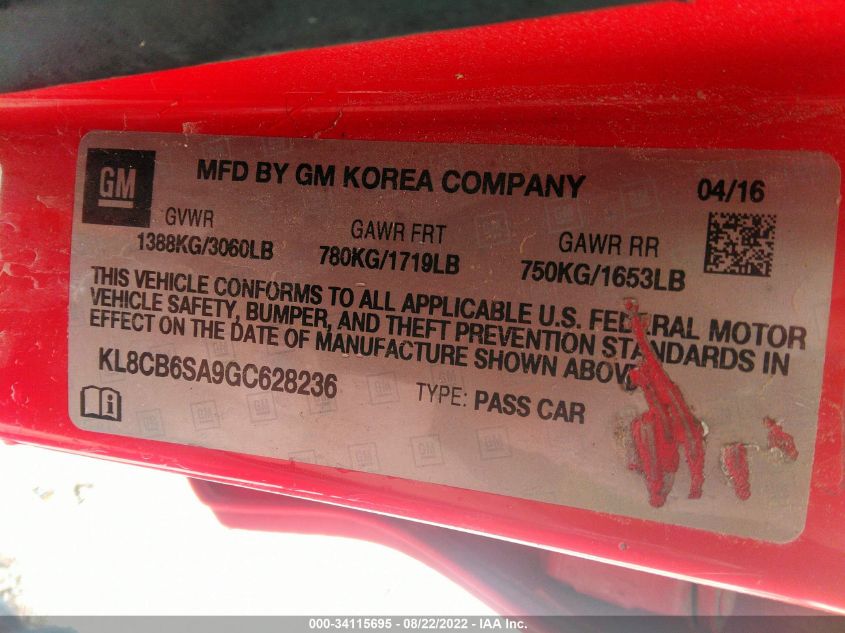 GM
MFD BY GM KOREA COMPANY
04/16
GVWR
1388KG/3060LB
GAWR FRT
780KG/1719LB
GAWR RR
750KG/1653LB
THIS VEHICLE CONFORMS TO ALL APPLICABLE U.S. FEDERAL MOTOR
VEHICLE SAFETY, BUMPER, AND THEFT PREVENTION STANDARDS IN
EFFECT ON THE DATE OF MANUFACTURE SHOWN ABOVE.
KL8CB6SA9GC628236
TYPE: PASS CAR
000-34115695 - 08/22/2022 - IAA Inc.